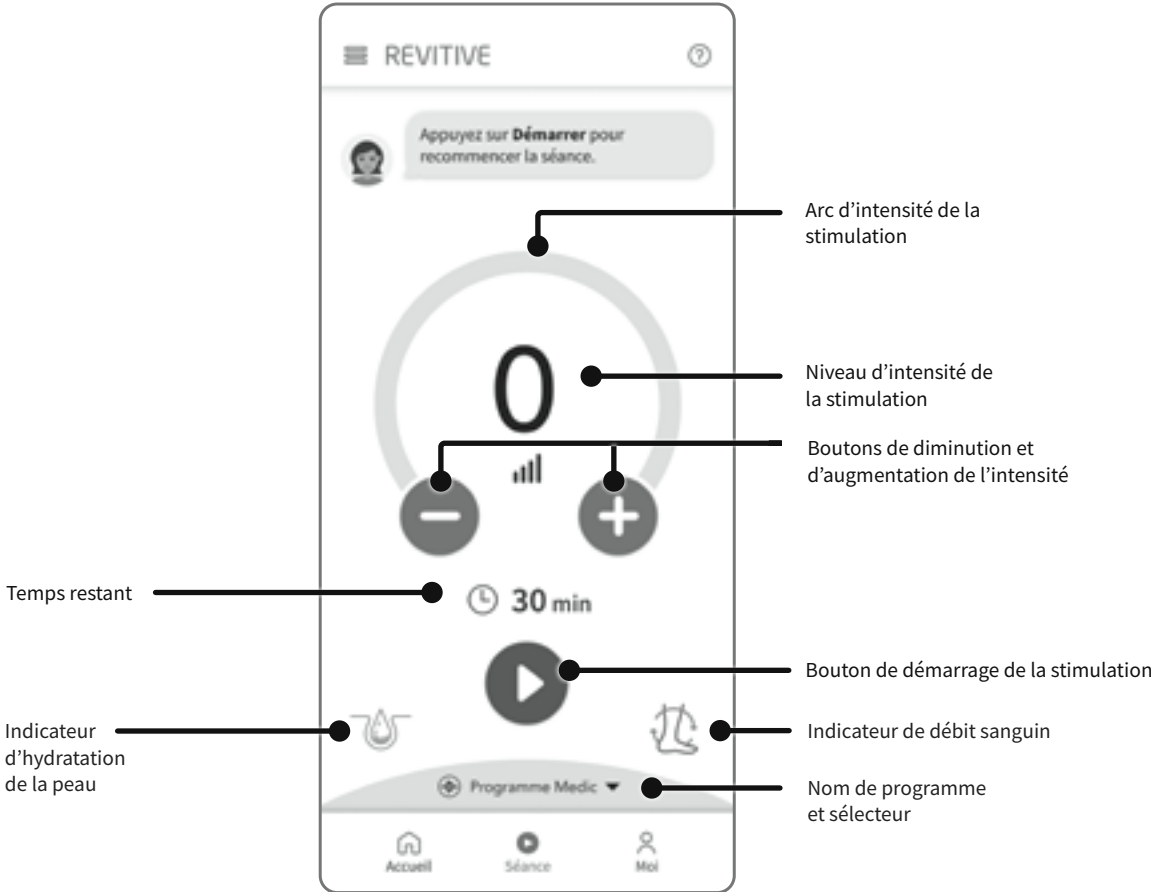 REVITIVE
?
Appuyez sur Démarrer pour
recommencer la séance.
Arc d’intensité de la
stimulation
0
Niveau d’intensité de
la stimulation
Boutons de diminution et
d’augmentation de l’intensité
Temps restant
30 min
Bouton de démarrage de la stimulation
Indicateur
d’hydratation
de la peau
Indicateur de débit sanguin
Programme Medic
Nom de programme
et sélecteur
Accueil
Séance
Moi